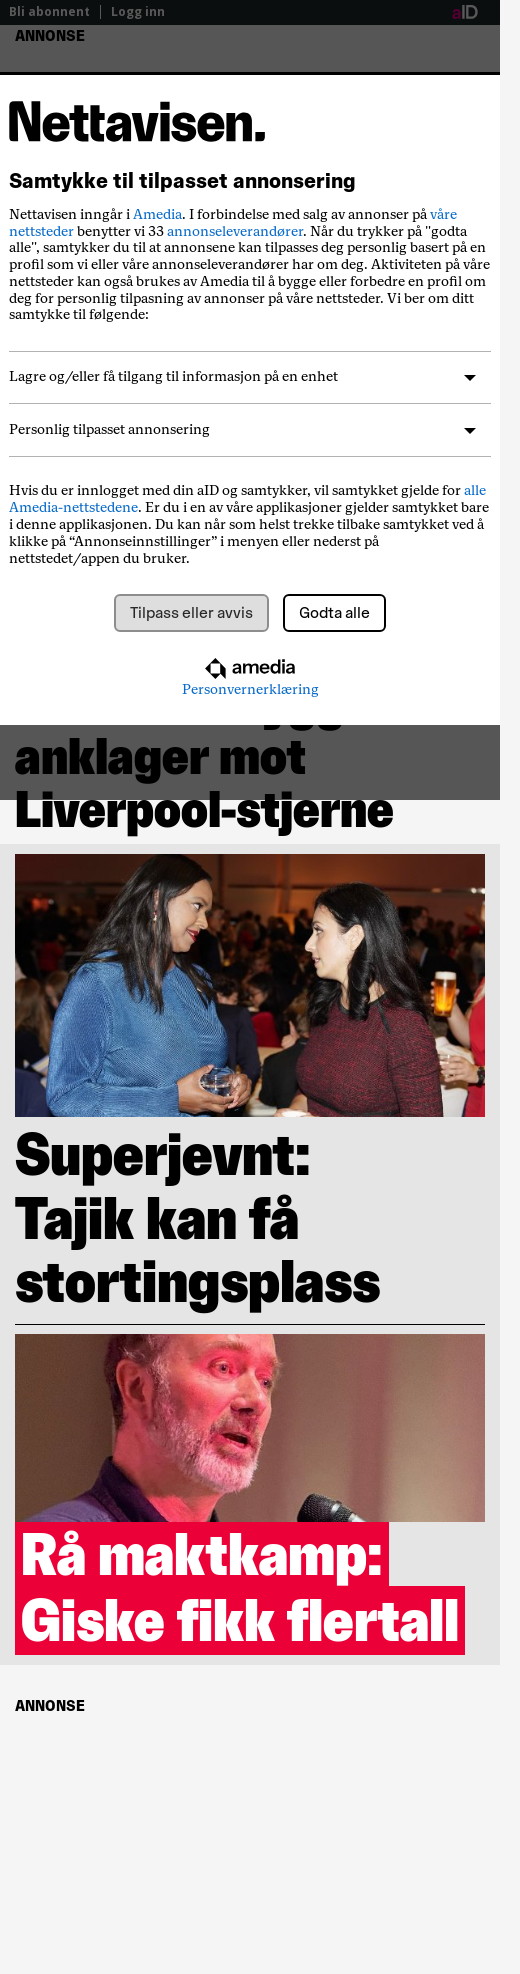 Bli abonnent
Logg inn
aID
ANNONSE
Nettavisen.
Samtykke til tilpasset annonsering
Nettavisen inngår i Amedia. I forbindelse med salg av annonser på våre
nettsteder benytter vi 33 annonseleverandører. Når du trykker på "godta
alle", samtykker du til at annonsene kan tilpasses deg personlig basert på en
profil som vi eller våre annonseleverandører har om deg. Aktiviteten på våre
nettsteder kan også brukes av Amedia til å bygge eller forbedre en profil om
deg for personlig tilpasning av annonser på våre nettsteder. Vi ber om ditt
samtykke til følgende:
Lagre og/eller få tilgang til informasjon på en enhet
Personlig tilpasset annonsering
Hvis du er innlogget med din aID og samtykker, vil samtykket gjelde for alle
Amedia-nettstedene. Er du i en av våre applikasjoner gjelder samtykket bare
i denne applikasjonen. Du kan når som helst trekke tilbake samtykket ved å
klikke på “Annonseinnstillinger” i menyen eller nederst på
nettstedet/appen du bruker.
Tilpass eller avvis
Godta alle
amedia
Personvernerklæring
anklager mot
Liverpool-stjerne
Superjevnt:
Tajik kan få
stortingsplass
Rå maktkamp:
Giske fikk flertall
ANNONSE